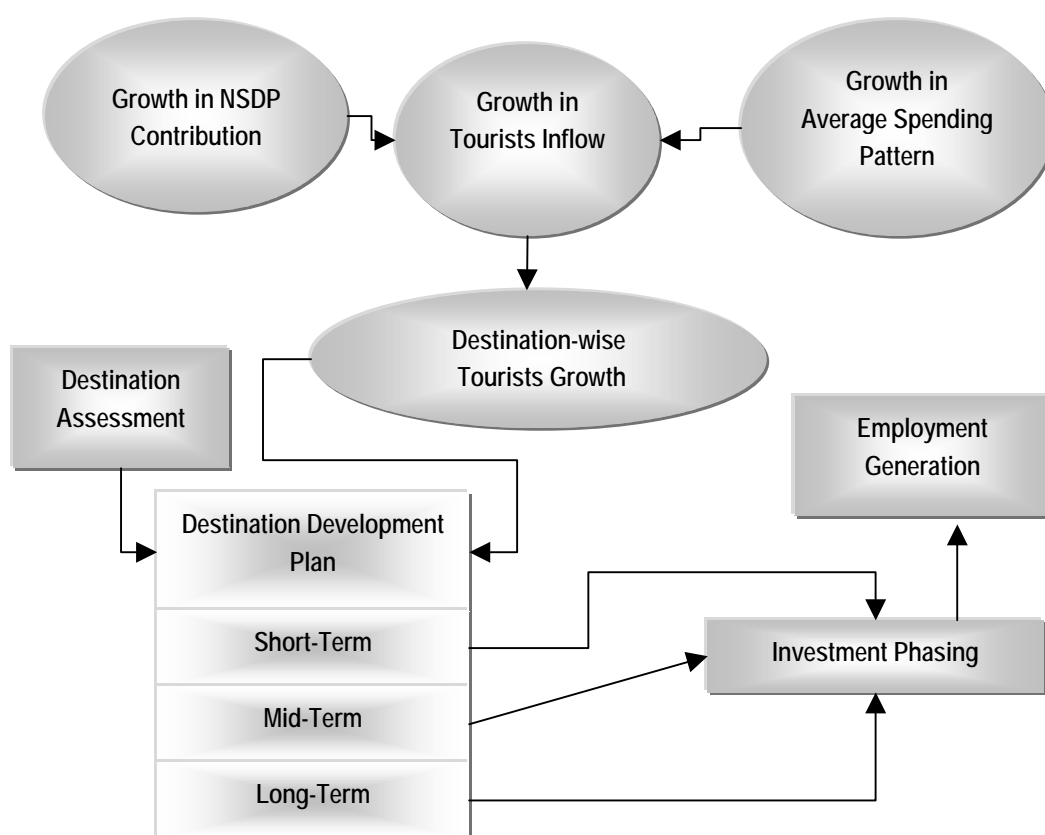 Growth in NSDP
Contribution
Growth in
Tourists Inflow
Growth in
Average Spending
Pattern
Destination-wise
Tourists Growth
Destination
Assessment
Employment
Generation
Destination Development
Plan
Short-Term
Investment Phasing
Mid-Term
Long-Term